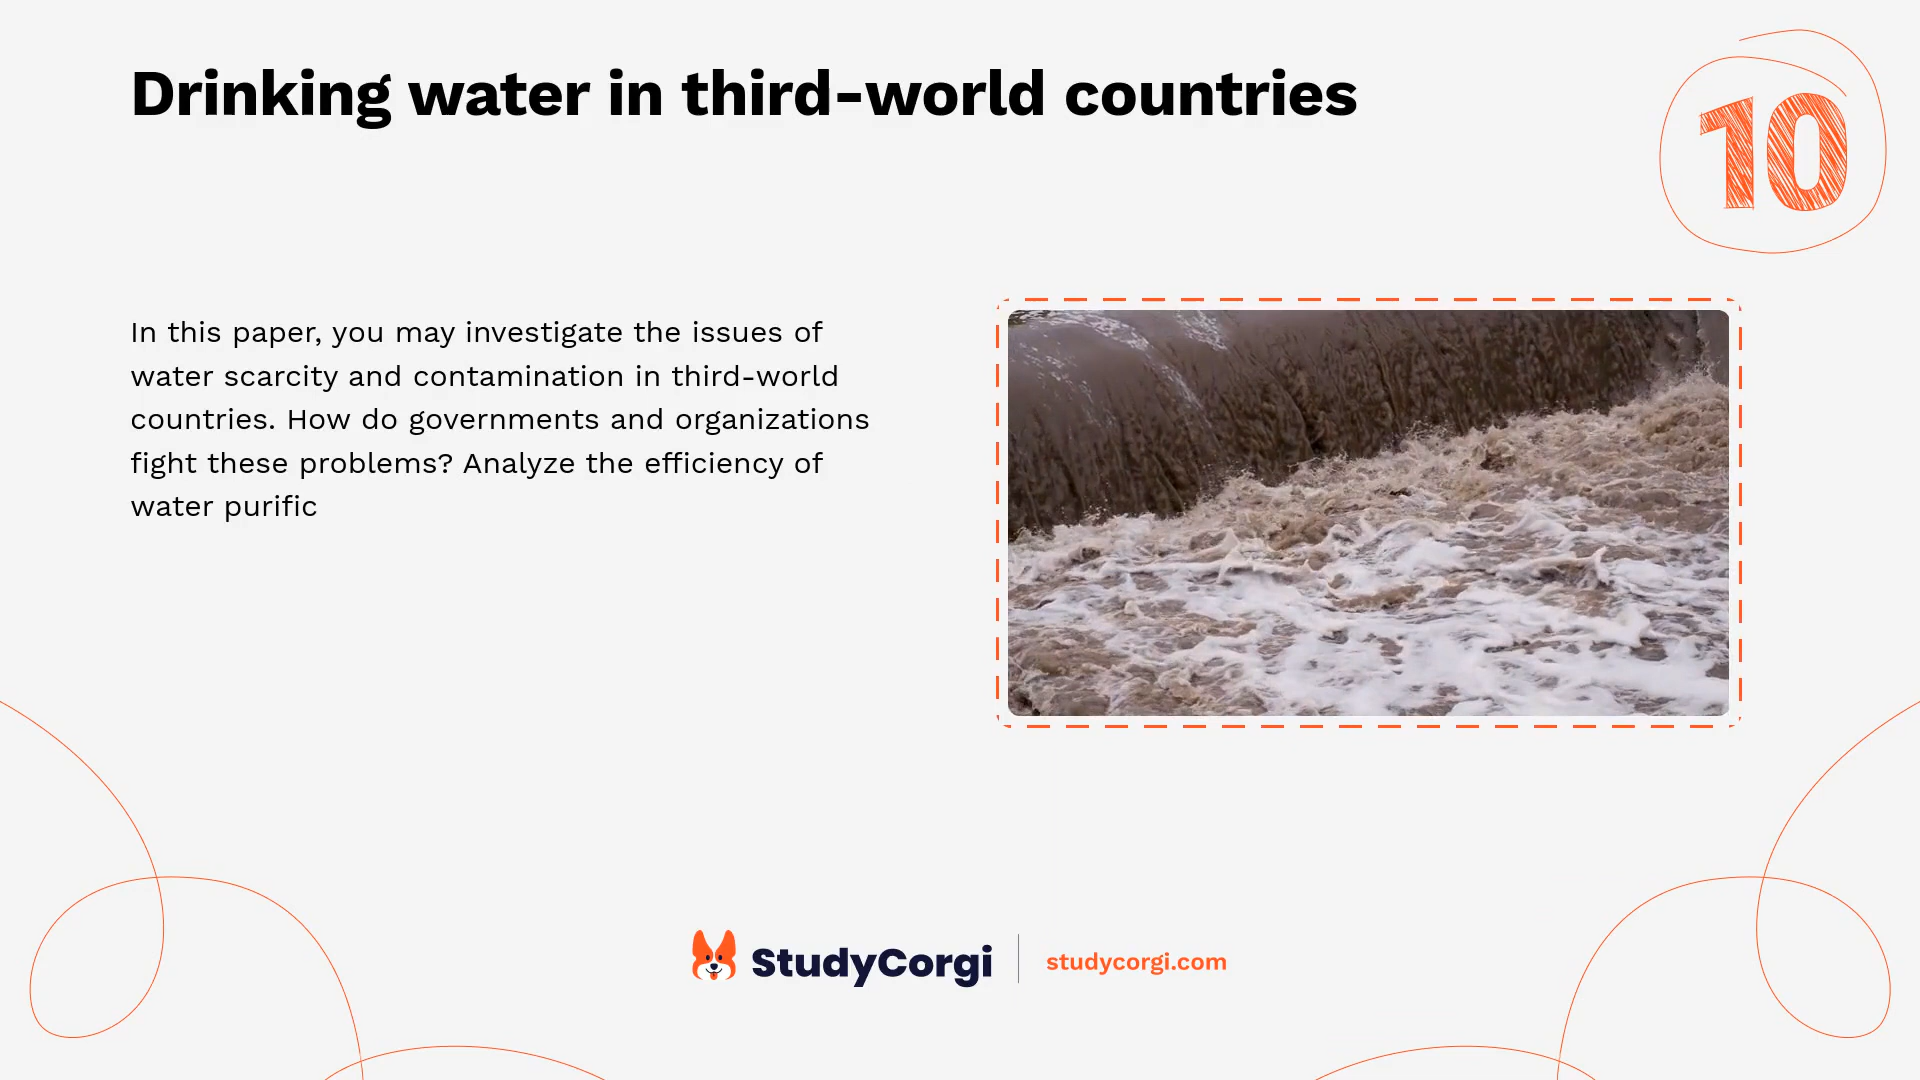 Drinking water in third-world countries
10
In this paper, you may investigate the issues of
water scarcity and contamination in third-world
countries. How do governments and organizations
fight these problems? Analyze the efficiency of
water purific
StudyCorgi
studycorgi.com